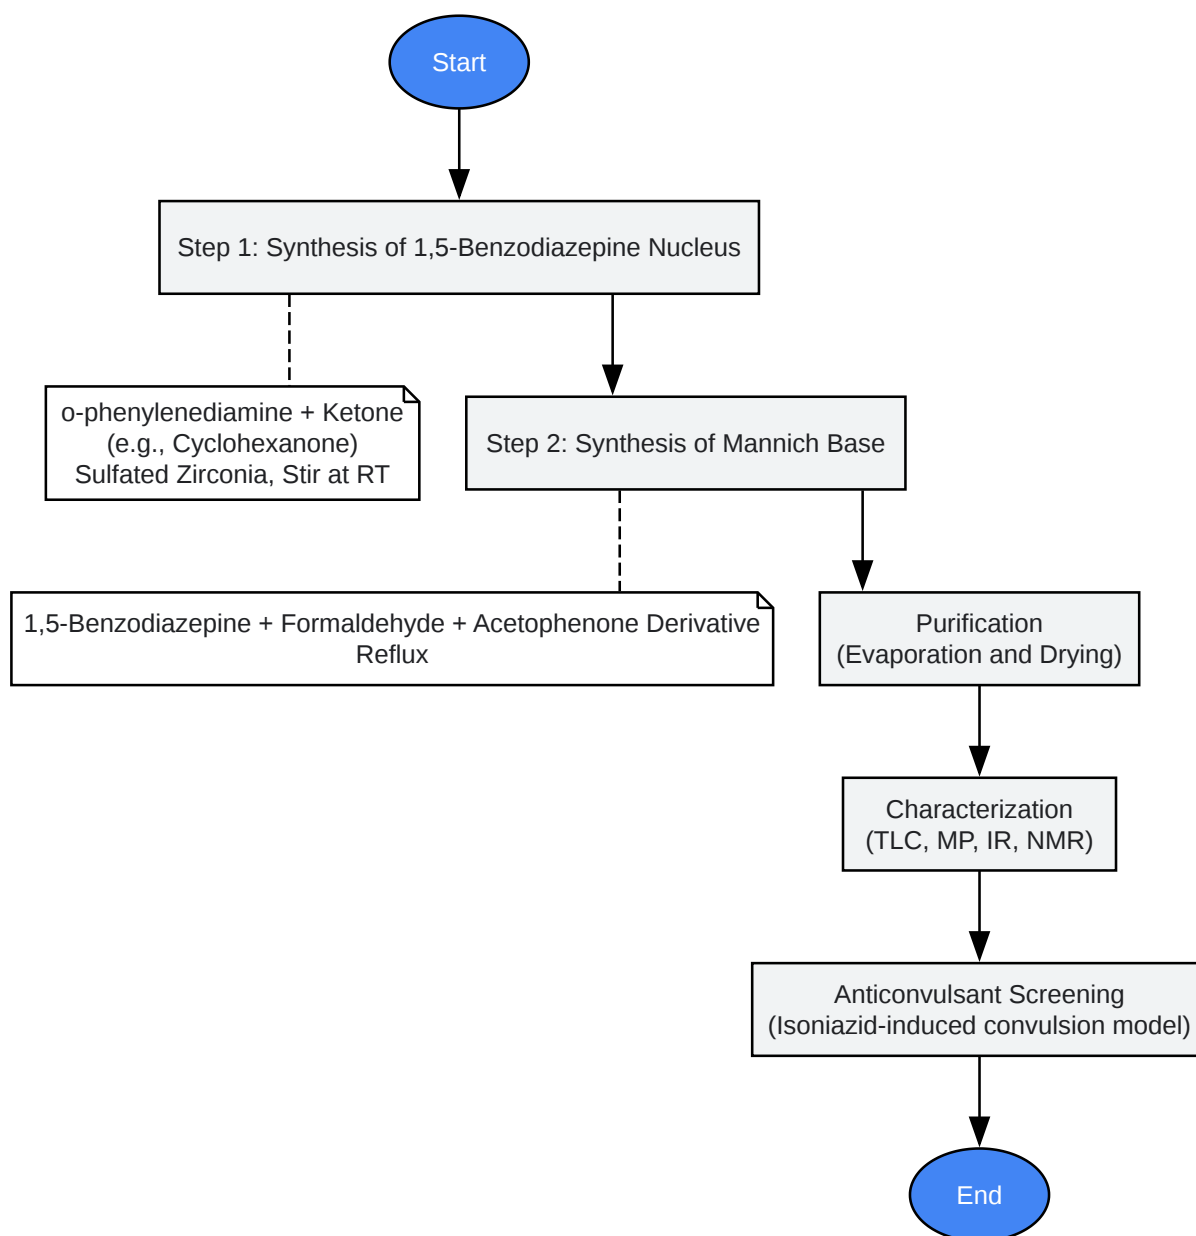 Start
Step 1: Synthesis of 1,5-Benzodiazepine Nucleus
o-phenylenediamine + Ketone
(e.g., Cyclohexanone)
Sulfated Zirconia, Stir at RT
Step 2: Synthesis of Mannich Base
1,5-Benzodiazepine + Formaldehyde + Acetophenone Derivative
Reflux
Purification
(Evaporation and Drying)
Characterization
(TLC, MP, IR, NMR)
Anticonvulsant Screening
(Isoniazid-induced convulsion model)
End